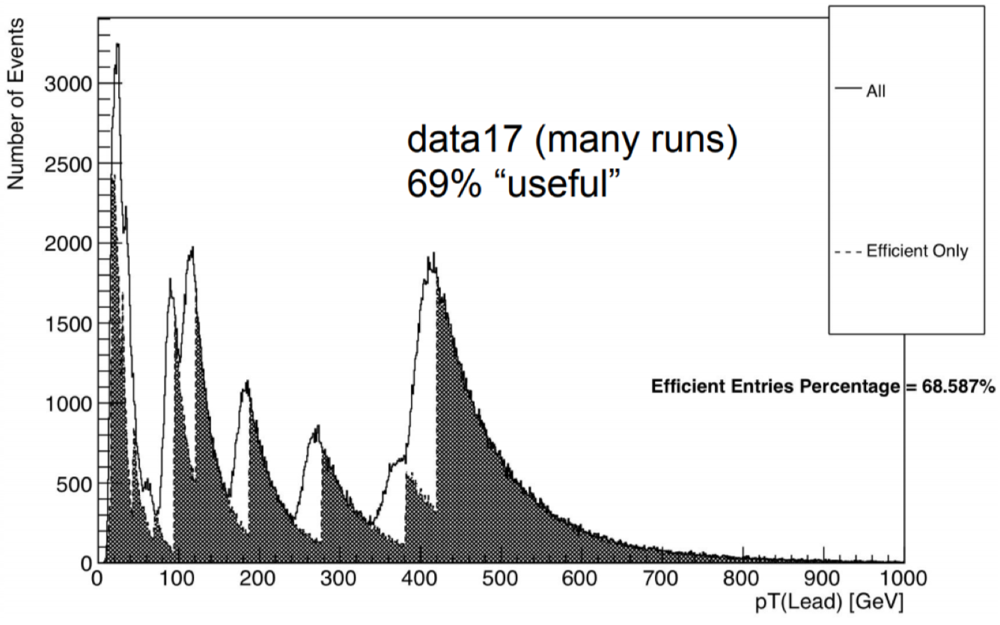 Number of Events
3000
2500
2000
1500
1000
500
0
data17 (many runs)
69% “useful”
All
Efficient Only
Efficient Entries Percentage = 68.587%
0 100 200 300 400 500 600 700 800 900 1000
pT(Lead) [GeV]